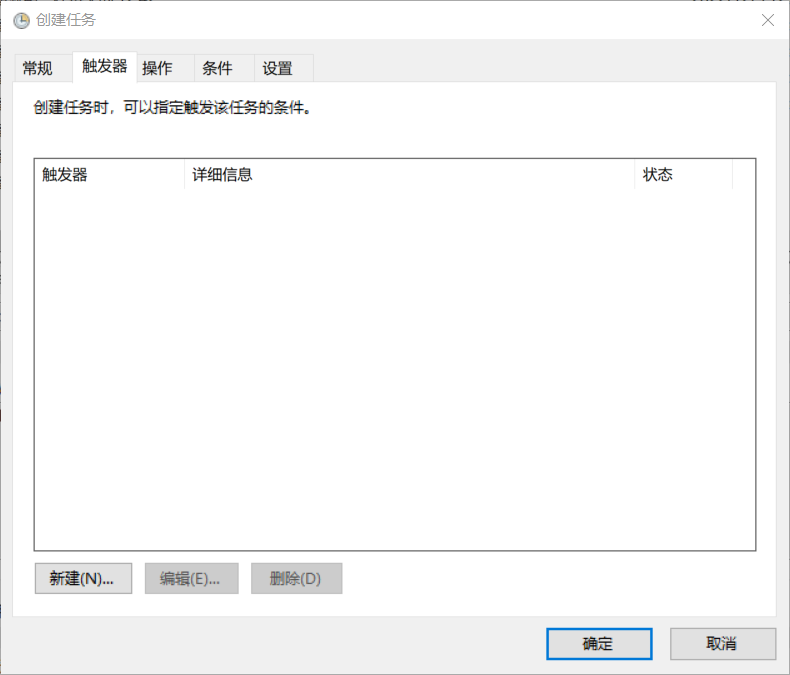 创建任务
常规 触发器 操作 条件 设置
创建任务时，可以指定触发该任务的条件。
触发器 详细信息 状态
新建(N)... 编辑(E)... 删除(D)
确定 取消